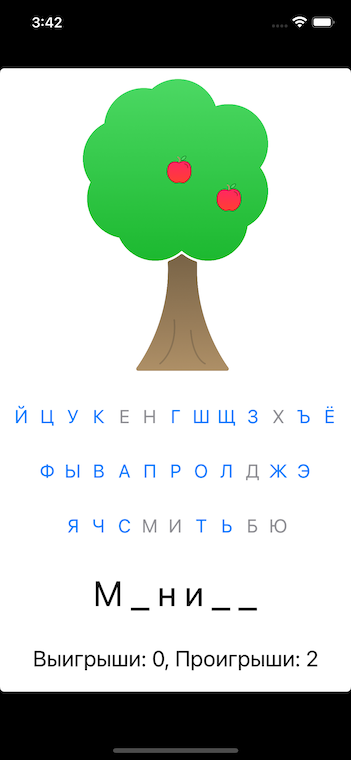 3:42
Й Ц У К Е Н Г Ш Щ З Х Ъ Ё
Ф Ы В А П Р О Л Д Ж Э
Я Ч С М И Т Ь Б Ю
М _ н и _ _
Выигрыши: 0, Проигрыши: 2